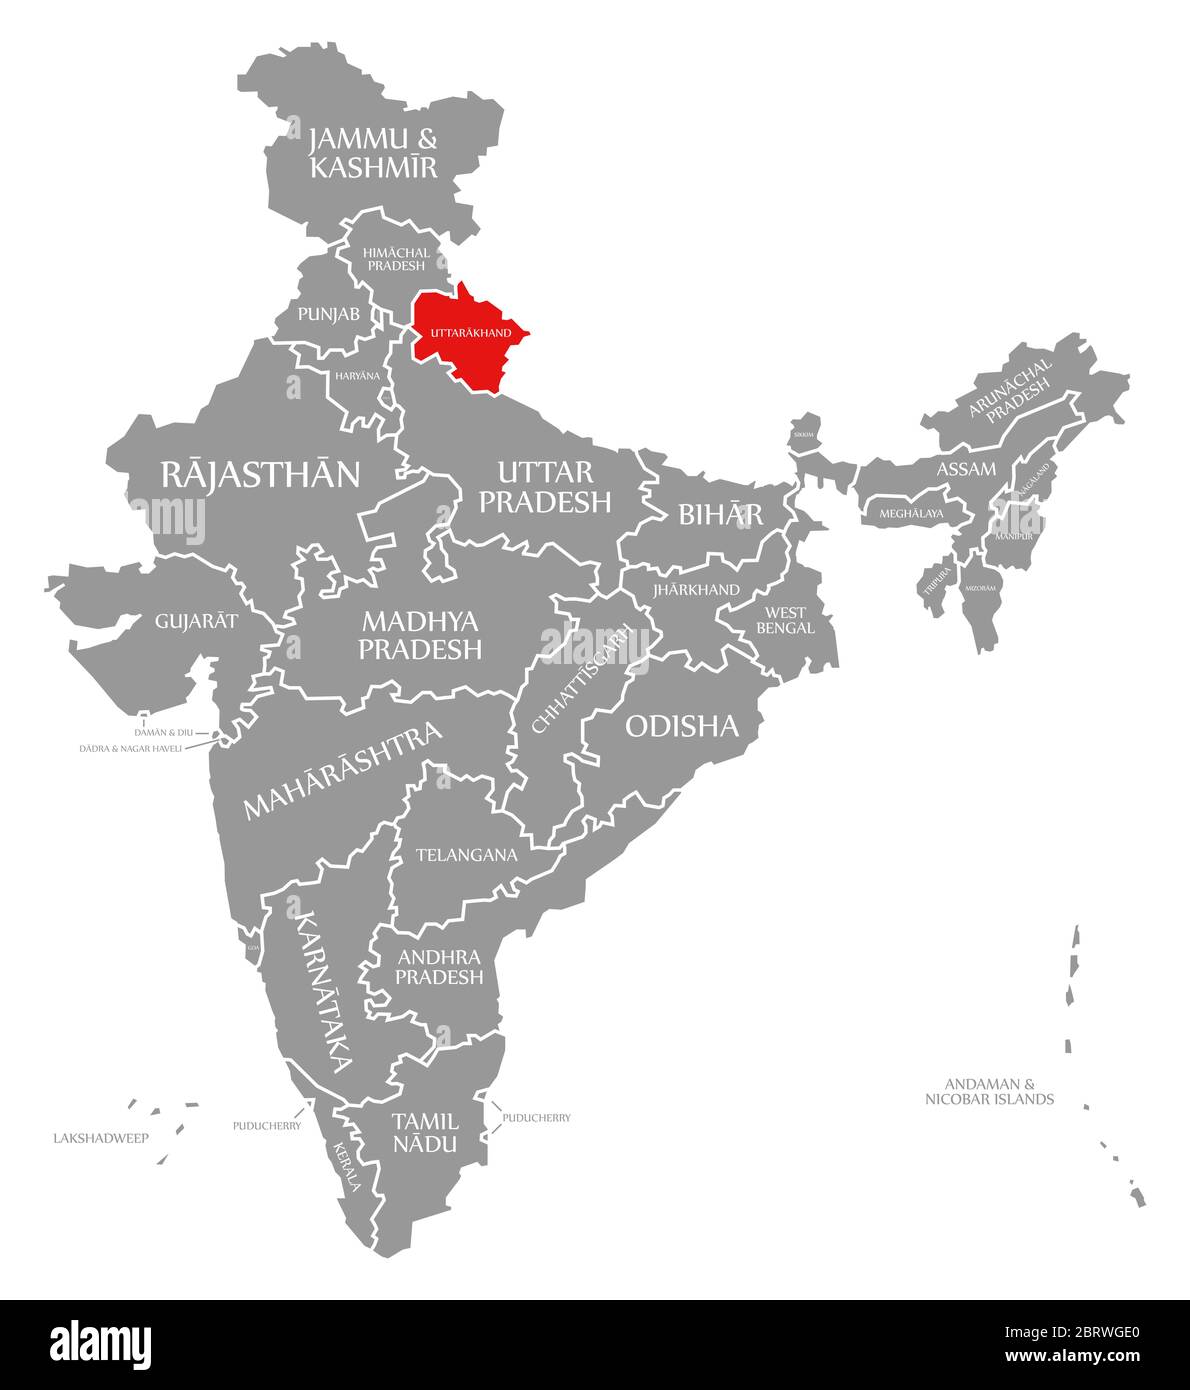 JAMMU &
KASHMĪR
HIMĀCHAL
PRADESH
PUNJAB
UTTARĀKHAND
HARYĀNA
ARUNĀCHAL
PRADESH
SIKKIM
RĀJASTHĀN
UTTAR
PRADESH
BIHĀR
ASSAM
NĀGĀLAND
MEGHĀLAYA
MANIPUR
TRIPURA
MIZORĀM
GUJARĀT
MADHYA
PRADESH
JHĀRKHAND
WEST
BENGAL
CHHATTĪSGARH
ODISHA
DAMĀN & DIU
DĀDRA & NAGAR HAVELI
MAHĀRĀSHTRA
TELANGANA
GOA
KARNĀTAKA
ANDHRA
PRADESH
ANDAMAN &
NICOBAR ISLANDS
LAKSHADWEEP
PUDUCHERRY
KERALA
TAMIL
NĀDU
PUDUCHERRY
a
a
a
a
alamy
a
a
a
alamy
Image ID: 2BRWGE0
www.alamy.com